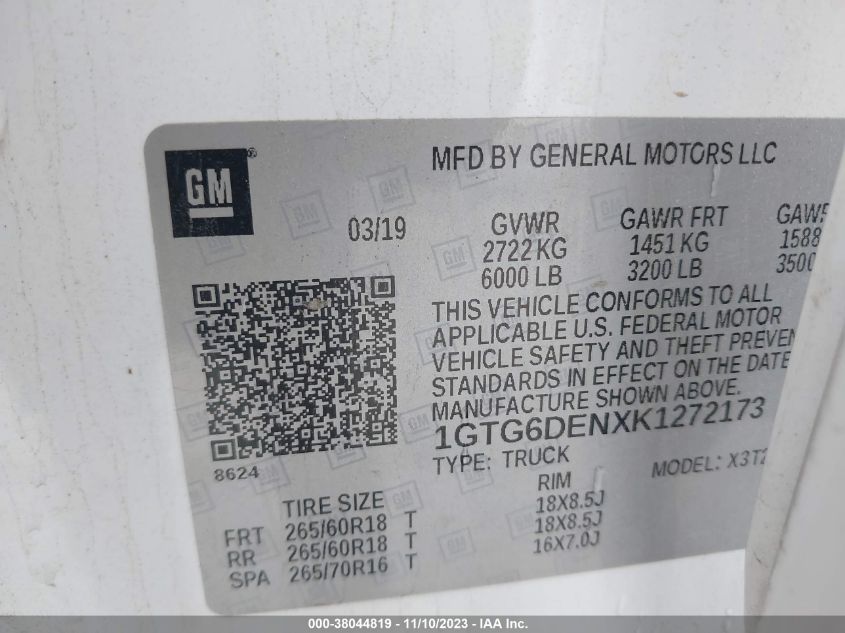 GM
MFD BY GENERAL MOTORS LLC
03/19
GVWR GAWR FRT
2722 KG 1451 KG 1588
6000 LB 3200 LB 3500
THIS VEHICLE CONFORMS TO ALL
APPLICABLE U.S. FEDERAL MOTOR
VEHICLE SAFETY AND THEFT
STANDARDS IN EFFECT ON THE DATE
MANUFACTURE SHOWN ABOVE.
1GTG6DENXK1272173
8624
TYPE: TRUCK MODEL:
TIRE SIZE RIM
FRT 265/60R18 T 18X8.5J
RR 265/60R18 T 18X8.5J
SPA 265/70R16 T 16X7.0J
000-38044819 - 11/10/2023 - IAA Inc.